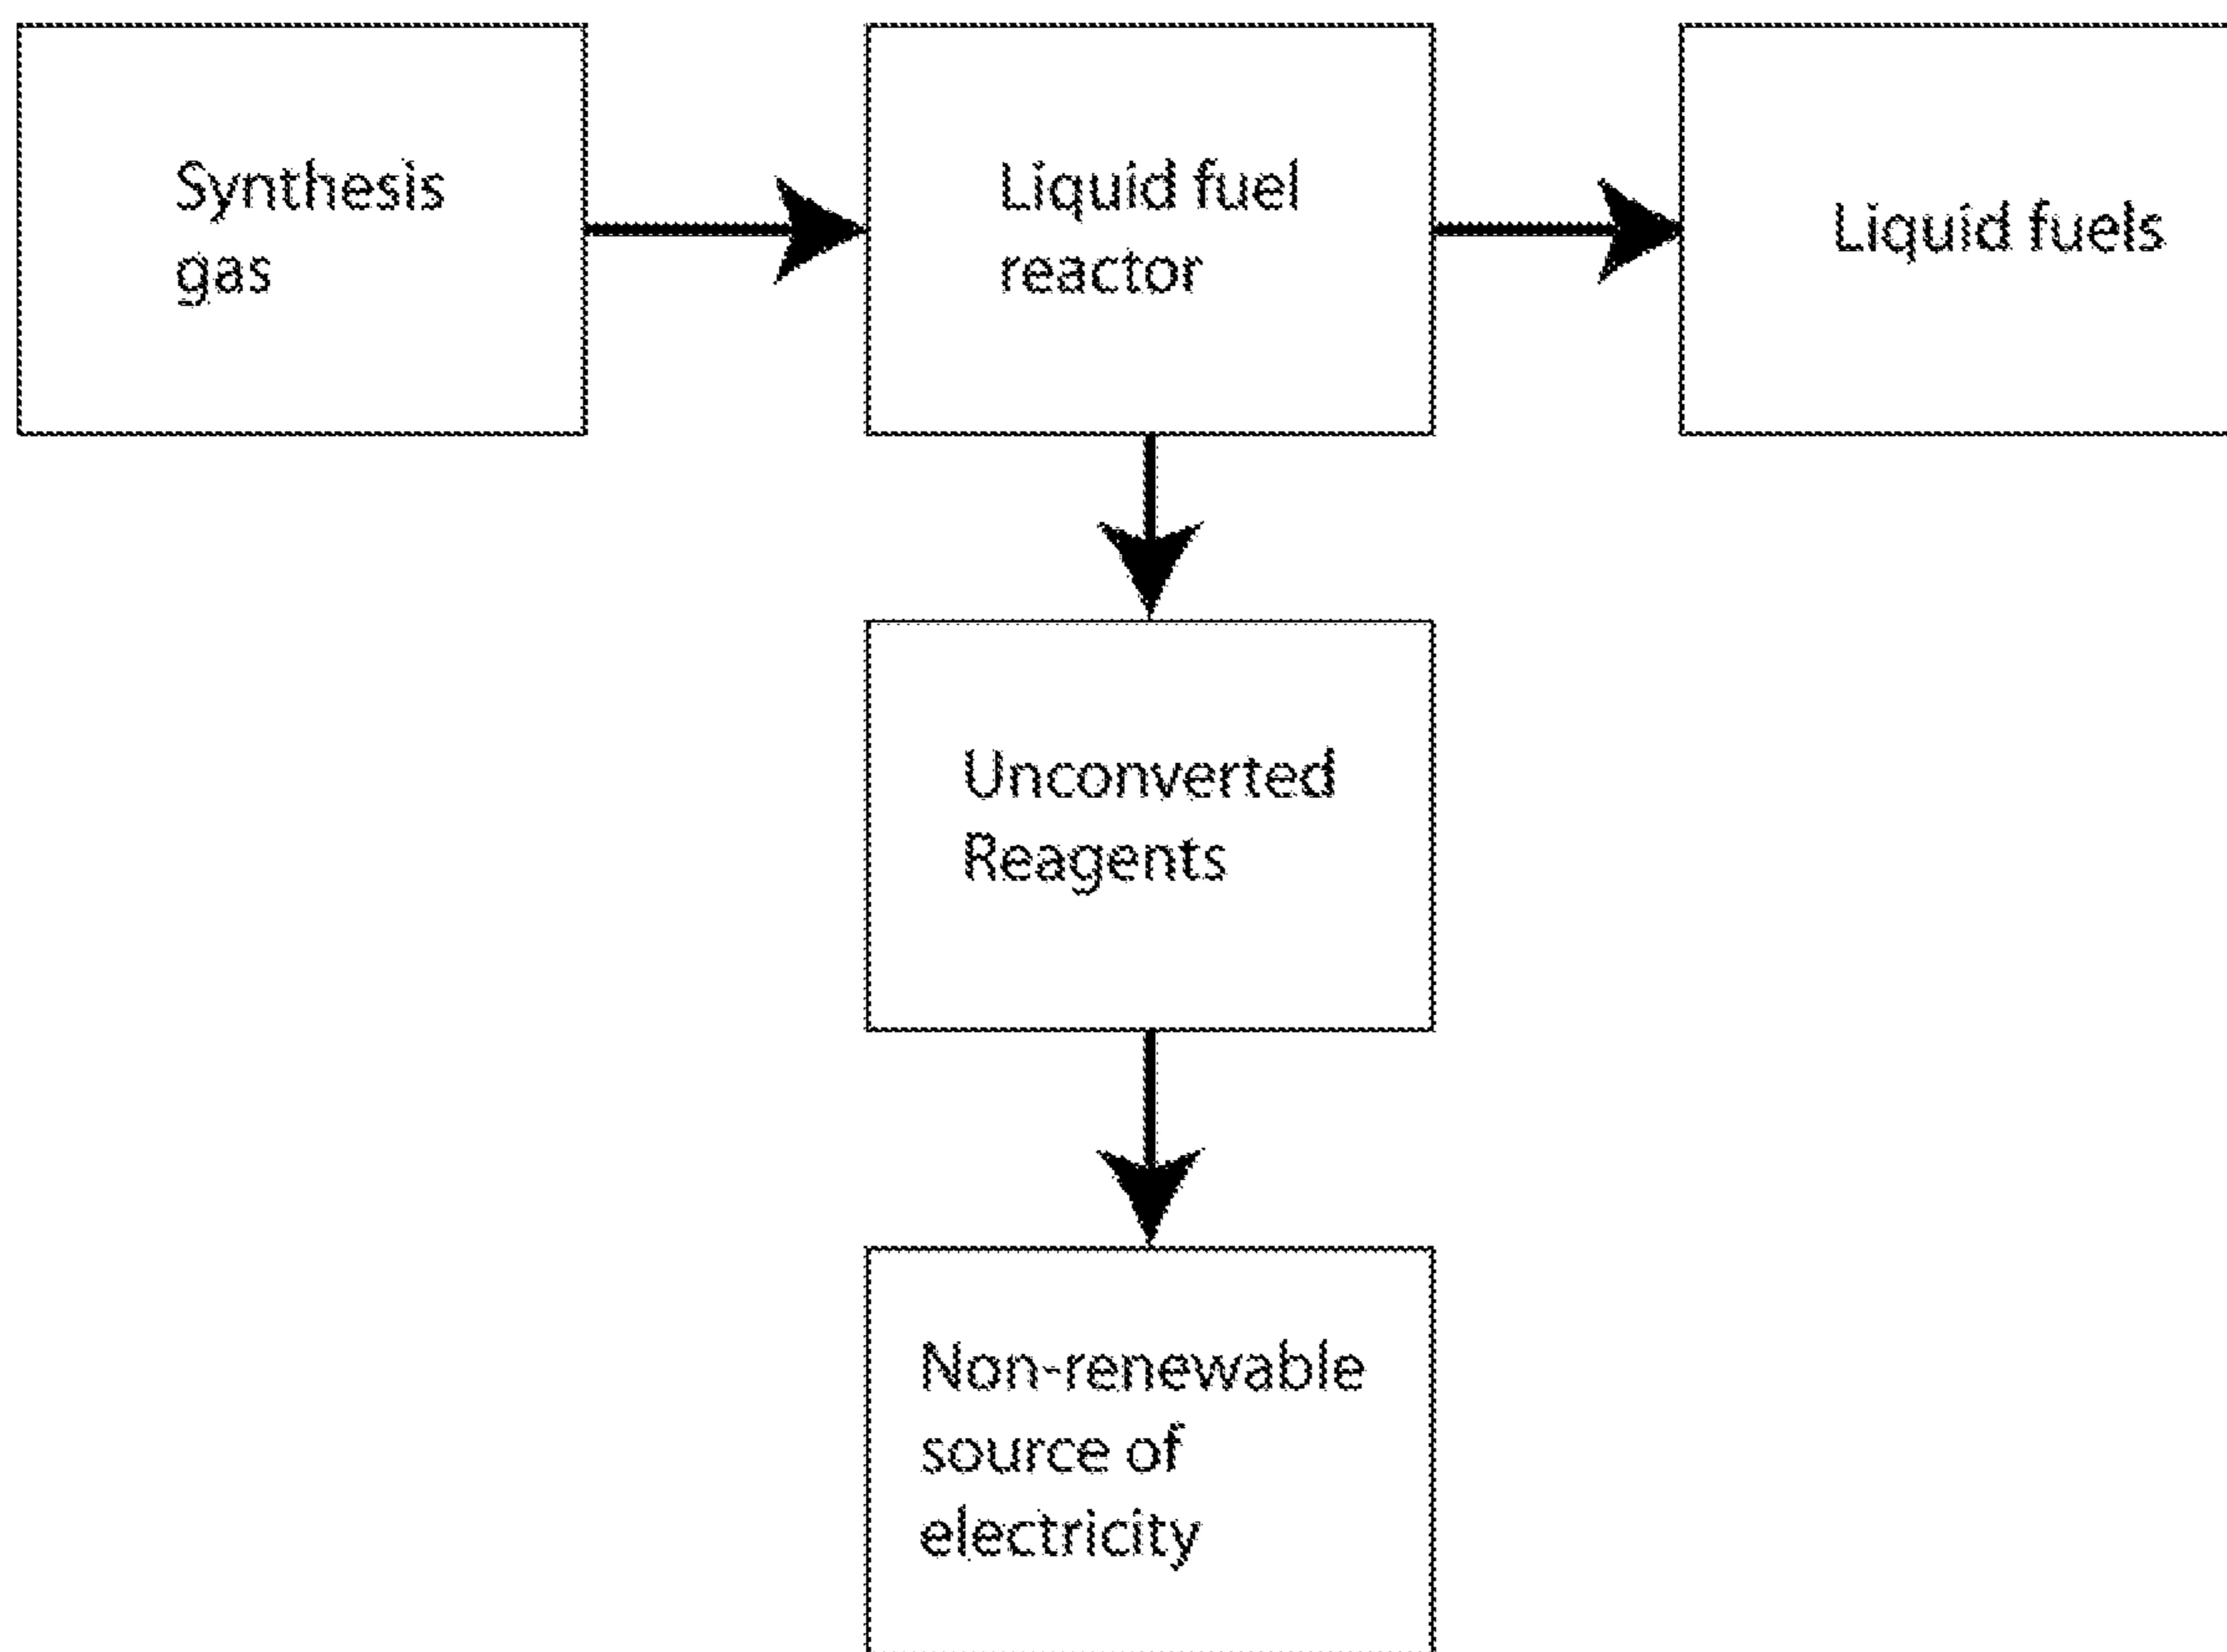 Synthesis
gas
Liquid fuel
reactor
Liquid fuels
Unconverted
Reagents
Non-renewable
source of
electricity